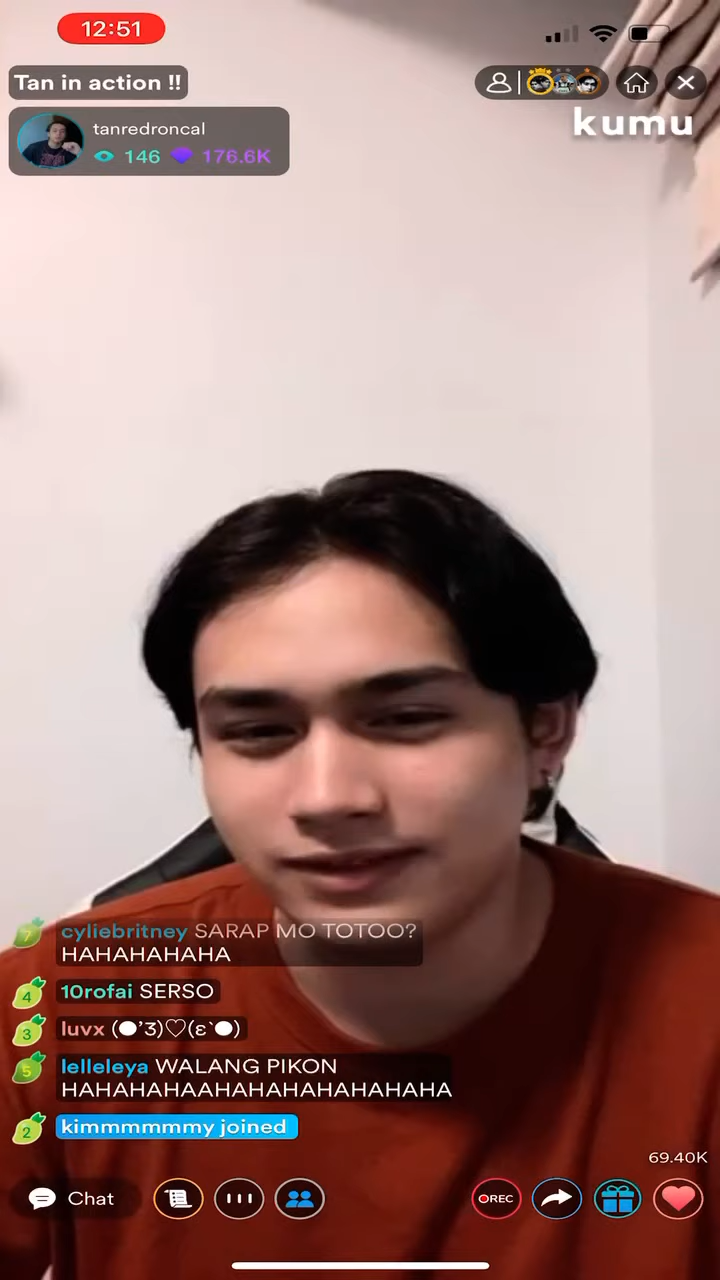 12:51
Tan in action !!
kumu
tanredroncal
146 176.6K
cyliebritney SARAP MO TOTOO?
HAHAHAHAHA
7
10rofai SERSO
4
luvx (●’3)♡(ε`●)
3
lelleleya WALANG PIKON
5
HAHAHAHAAHAHAHAHAHAHAHA
kimmmmmmy joined
2
69.40K
Chat
REC